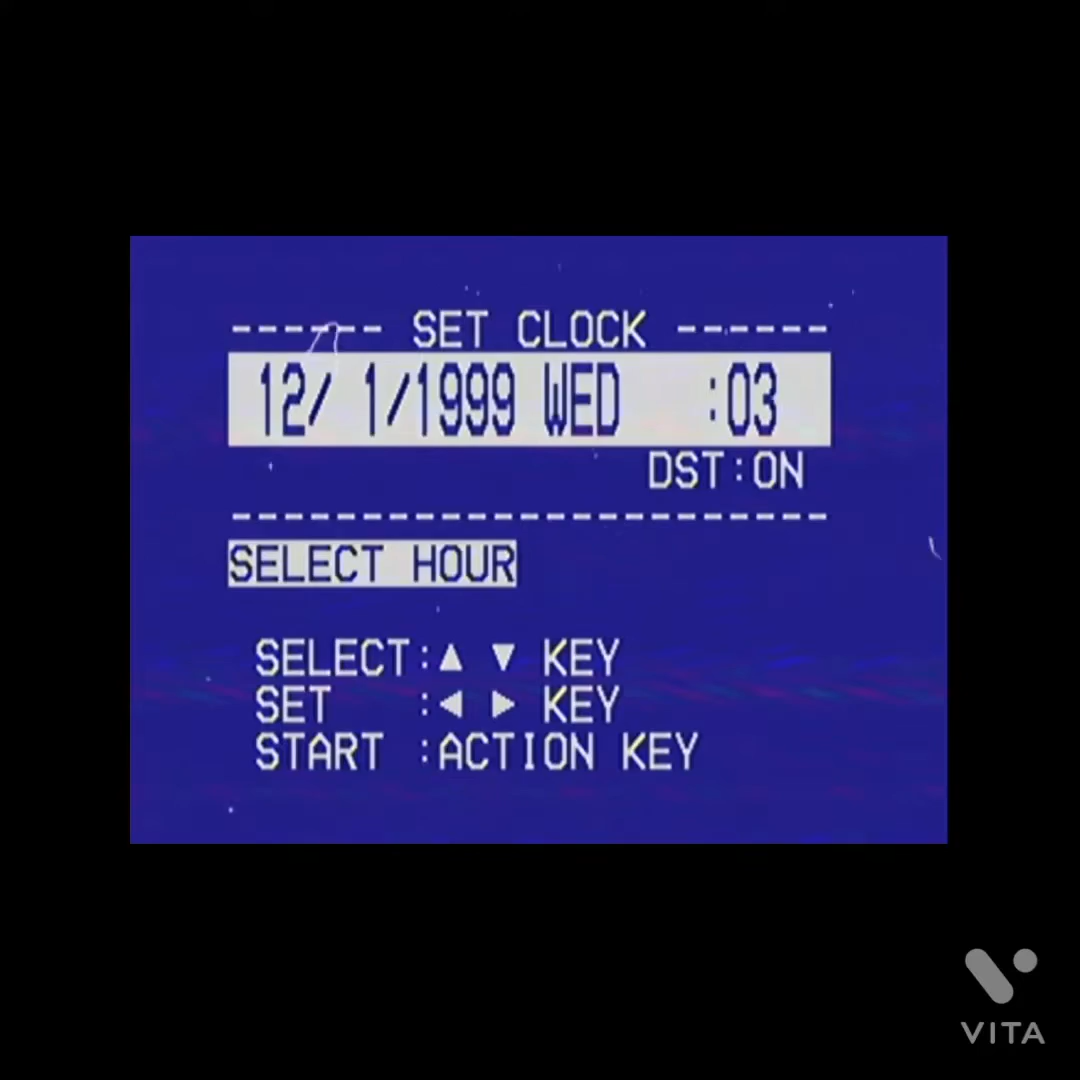 ------ SET CLOCK ------
12/ 1/1999 WED :03
DST:ON
-----------------------
SELECT HOUR
SELECT:▲ ▼ KEY
SET :◀ ▶ KEY
START :ACTION KEY
VITA